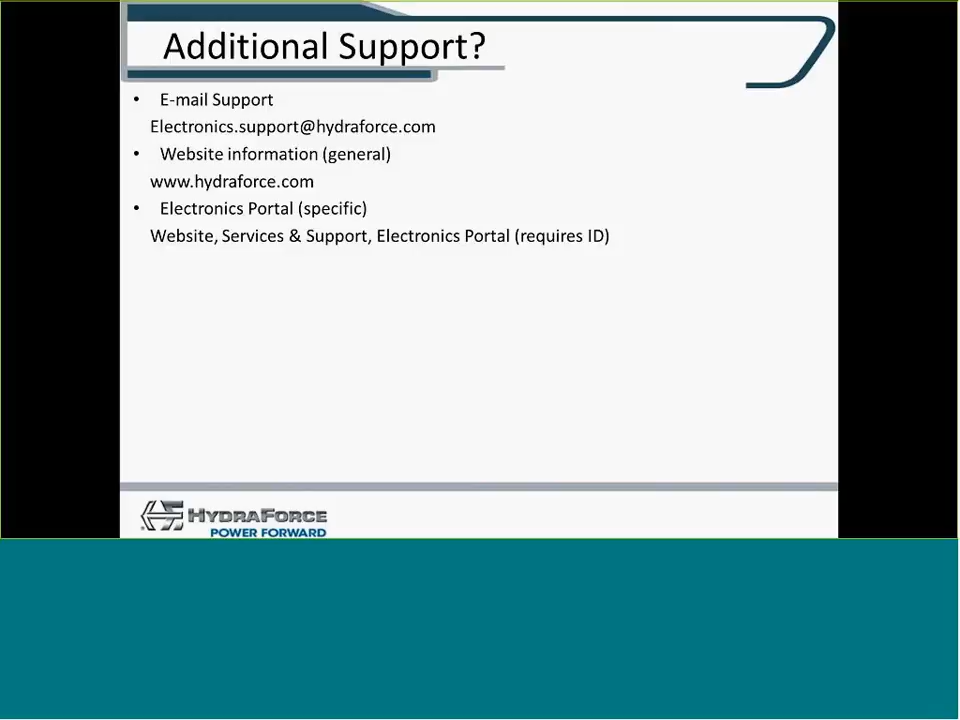 Additional Support?
• E-mail Support
Electronics.support@hydraforce.com
• Website information (general)
www.hydraforce.com
• Electronics Portal (specific)
Website, Services & Support, Electronics Portal (requires ID)
HYDRAFORCE
POWER FORWARD